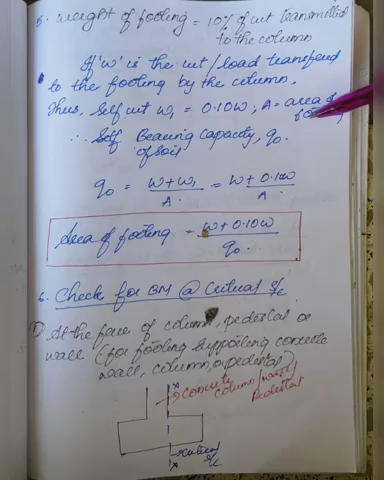 5. weight of footing = 10% of wt transmitted
to the column
If 'w' is the wt/load transferred
to the footing by the column,
Thus, Self wt w₁ = 0.10w ; A = area of
∴ Self Bearing capacity, q₀.
of soil
q₀ = w + w₁ / A = w + 0.10w / A
Area of footing = w + 0.10w / q₀
6. Check for BM @ Critical S/c
1) At the face of column, pedestal or
wall (for footing supporting concrete
wall, column, or pedestal)
x
→ concrete
column/wall/
Pedestal
→ critical
S/c
x